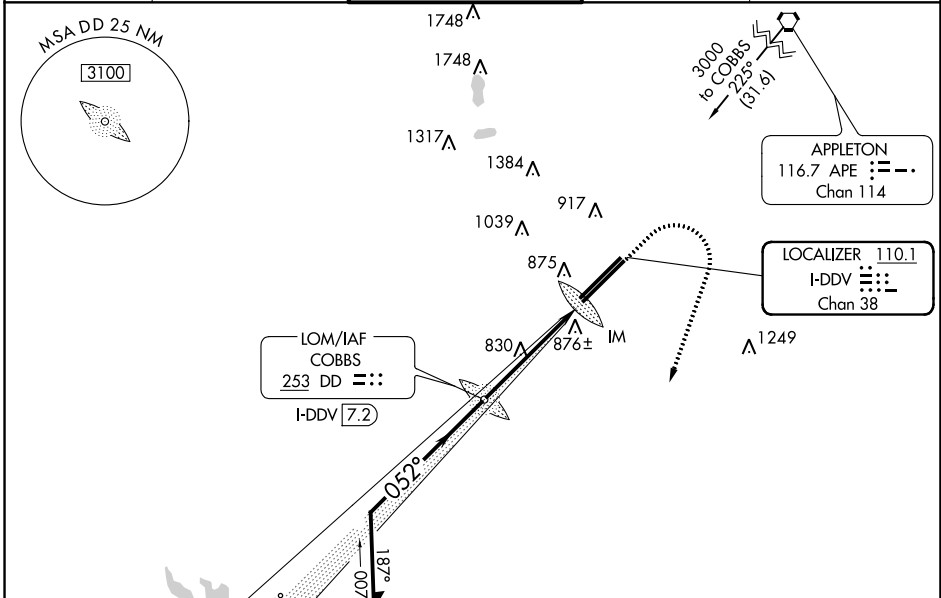 MSA DD 25 NM
3100
1748
1748
1317
1384
917
1039
875
3000
to COBBS
225°
(31.6)
APPLETON
116.7 APE
Chan 114
LOCALIZER 110.1
I-DDV
Chan 38
1249
IM
876±
830
LOM/IAF
COBBS
253 DD
I-DDV 7.2
052°
187°
007